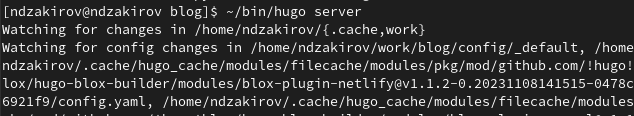 [ndzakirov@ndzakirov blog]$ ~/bin/hugo server
Watching for changes in /home/ndzakirov/{.cache,work}
Watching for config changes in /home/ndzakirov/work/blog/config/_default, /home
ndzakirov/.cache/hugo_cache/modules/filecache/modules/pkg/mod/github.com/!hugo!
lox/hugo-blox-builder/modules/blox-plugin-netlify@v1.1.2-0.20231108141515-0478c
6921f9/config.yaml, /home/ndzakirov/.cache/hugo_cache/modules/filecache/modules